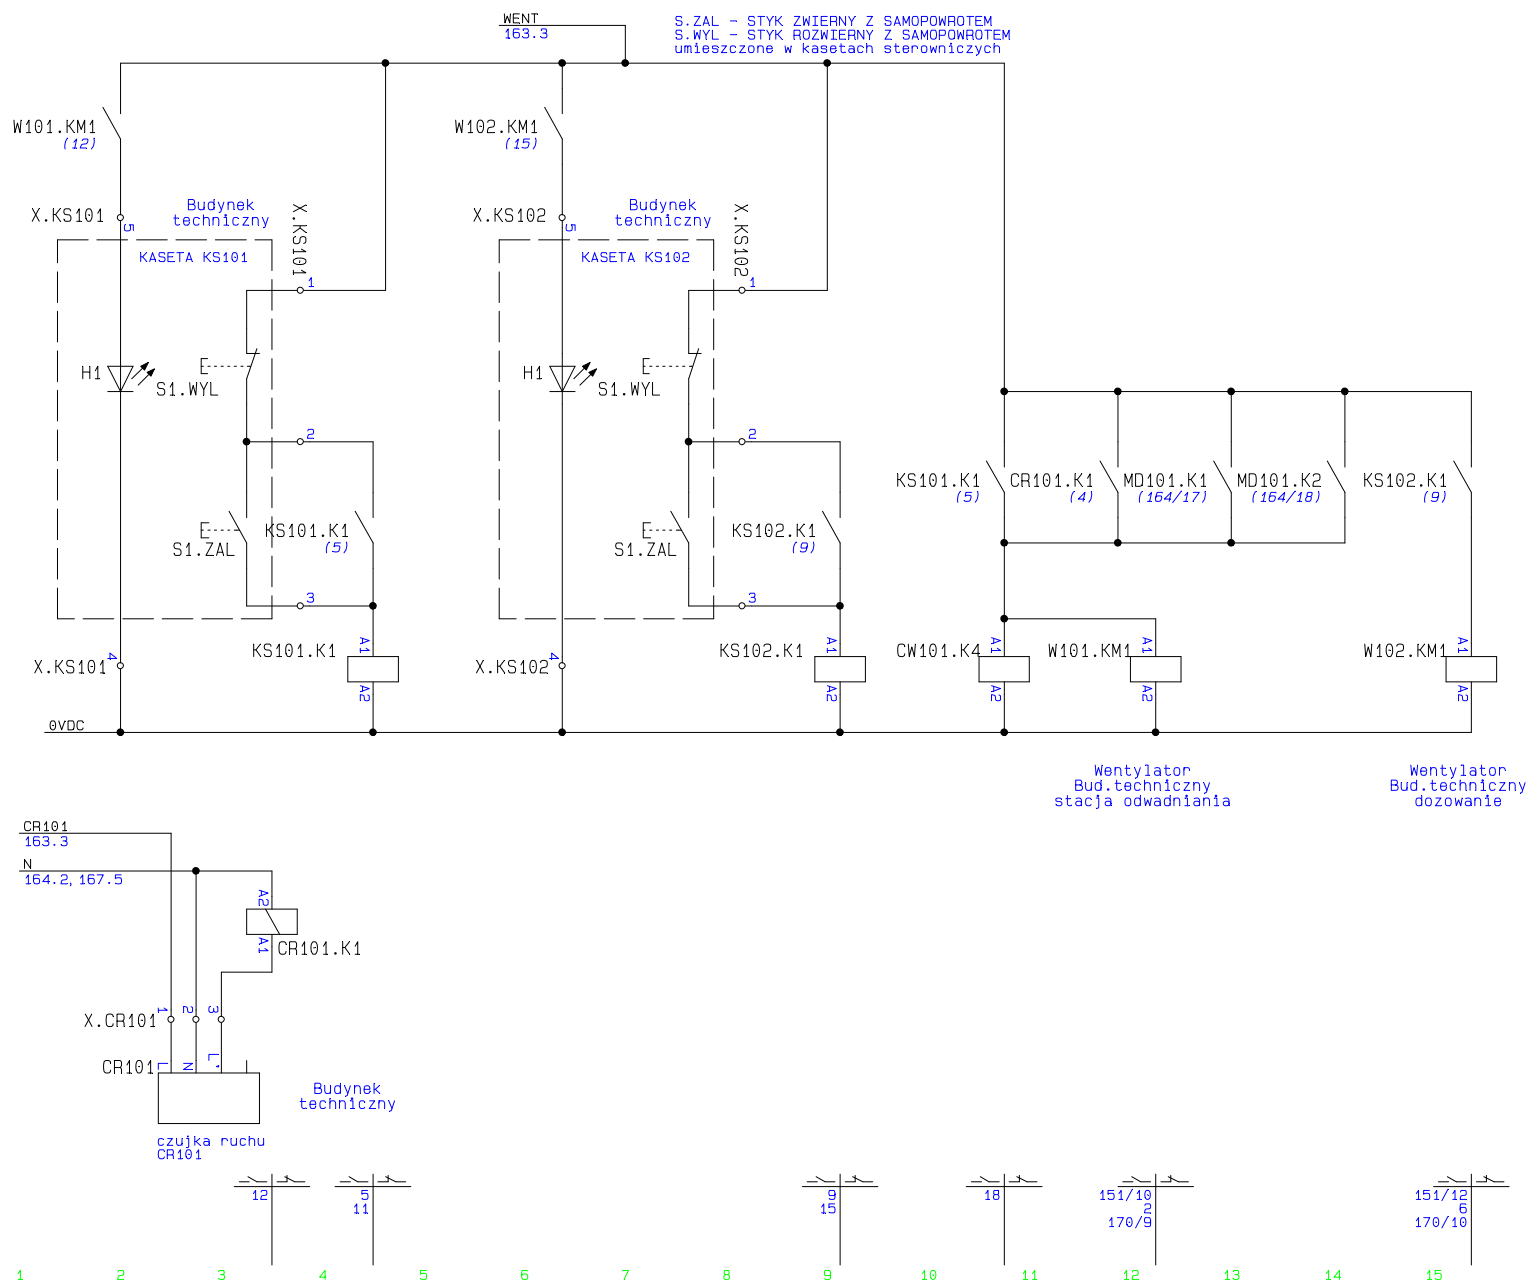 WENT
163.3
S.ZAL - STYK ZWIERNY Z SAMOPOWROTEM
S.WYL - STYK ROZWIERNY Z SAMOPOWROTEM
umieszczone w kasetach sterowniczych
W101.KM1
(12)
W102.KM1
(15)
X.KS101
5
Budynek
techniczny
X.KS101
X.KS102
5
Budynek
techniczny
X.KS102
KASETA KS101
1
KASETA KS102
1
H1
S1.WYL
H1
S1.WYL
2
2
KS101.K1
(5)
CR101.K1
(4)
MD101.K1
(164/17)
MD101.K2
(164/18)
KS102.K1
(9)
S1.ZAL
KS101.K1
(5)
S1.ZAL
KS102.K1
(9)
3
3
X.KS101
4
KS101.K1
A1
A2
X.KS102
4
KS102.K1
A1
A2
CW101.K4
A1
A2
W101.KM1
A1
A2
W102.KM1
A1
A2
0VDC
Wentylator
Bud.techniczny
stacja odwadniania
Wentylator
Bud.techniczny
dozowanie
CR101
163.3
N
164.2,167.5
A2
A1
CR101.K1
X.CR101
1
2
3
CR101
L
N
L'
Budynek
techniczny
czujka ruchu
CR101
12
5
11
9
15
18
151/10
2
170/9
151/12
6
170/10
1 2 3 4 5 6 7 8 9 10 11 12 13 14 15